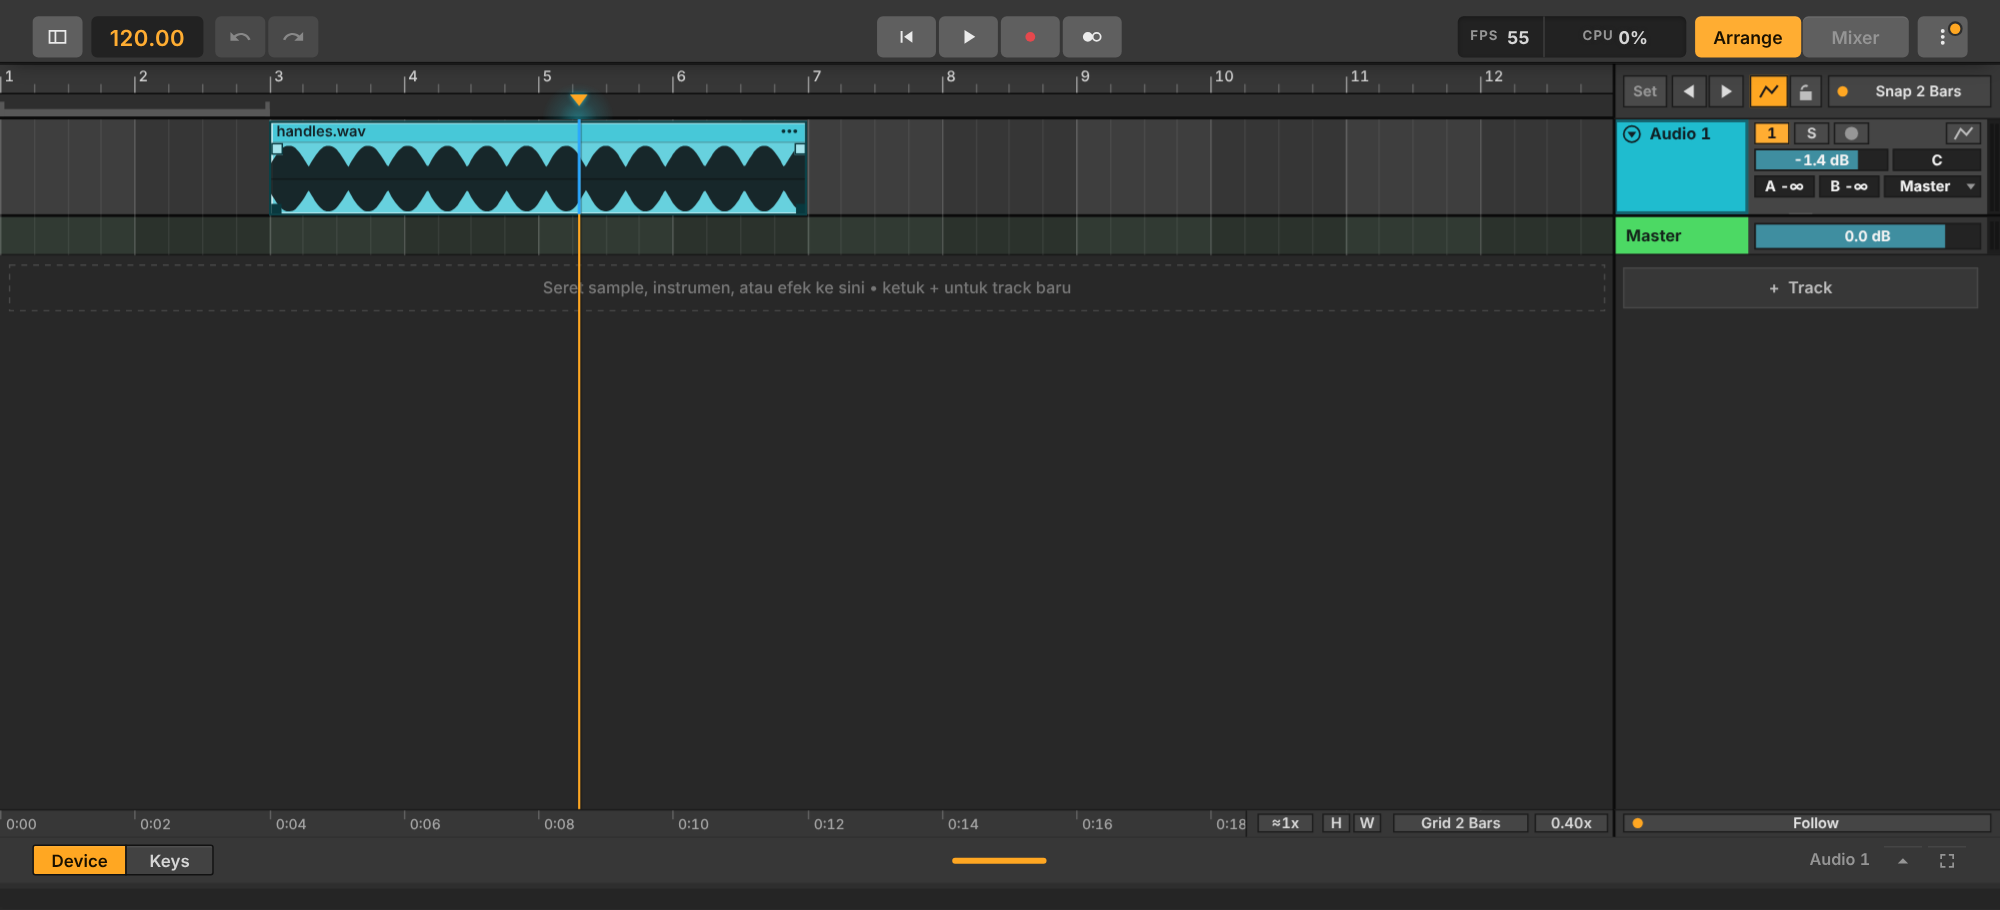 120.00
FPS 55 CPU 0% Arrange Mixer
1 2 3 4 5 6 7 8 9 10 11 12
Set Snap 2 Bars
handles.wav
Audio 1 1 S
-1.4 dB C
A -∞ B -∞ Master
Master 0.0 dB
Seret sample, instrumen, atau efek ke sini • ketuk + untuk track baru
+ Track
0:00 0:02 0:04 0:06 0:08 0:10 0:12 0:14 0:16 0:18 ≈1x H W Grid 2 Bars 0.40x Follow
Device Keys Audio 1